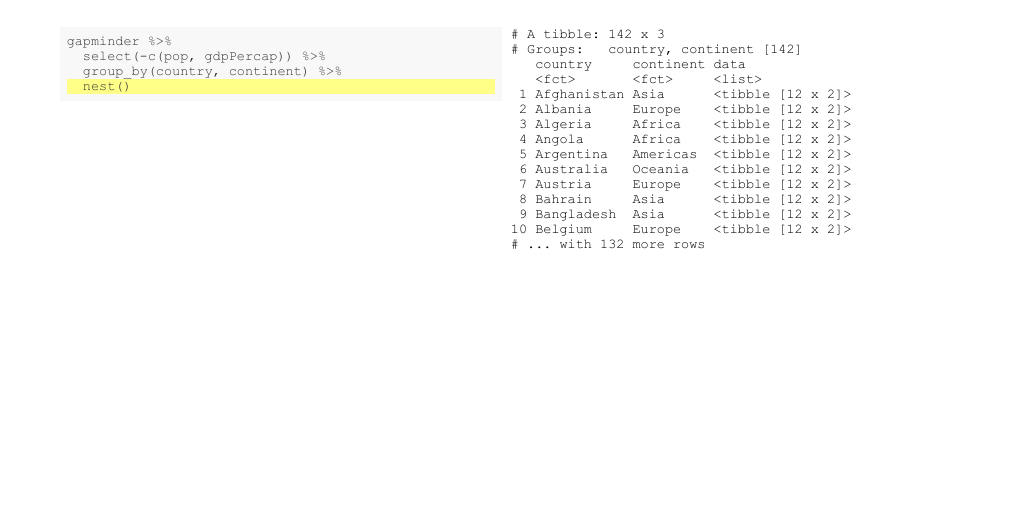 gapminder %>%
  select(-c(pop, gdpPercap)) %>%
  group_by(country, continent) %>%
  nest()
# A tibble: 142 x 3
# Groups:   country, continent [142]
   country     continent data
   <fct>       <fct>     <list>
 1 Afghanistan Asia      <tibble [12 x 2]>
 2 Albania     Europe    <tibble [12 x 2]>
 3 Algeria     Africa    <tibble [12 x 2]>
 4 Angola      Africa    <tibble [12 x 2]>
 5 Argentina   Americas  <tibble [12 x 2]>
 6 Australia   Oceania   <tibble [12 x 2]>
 7 Austria     Europe    <tibble [12 x 2]>
 8 Bahrain     Asia      <tibble [12 x 2]>
 9 Bangladesh  Asia      <tibble [12 x 2]>
10 Belgium     Europe    <tibble [12 x 2]>
# ... with 132 more rows